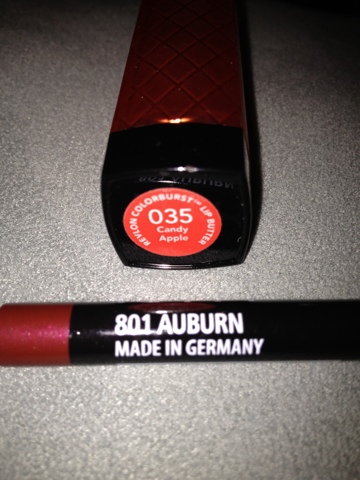 REVLON COLORBURST™ LIP BUTTER
035
Candy
Apple
801 AUBURN
MADE IN GERMANY